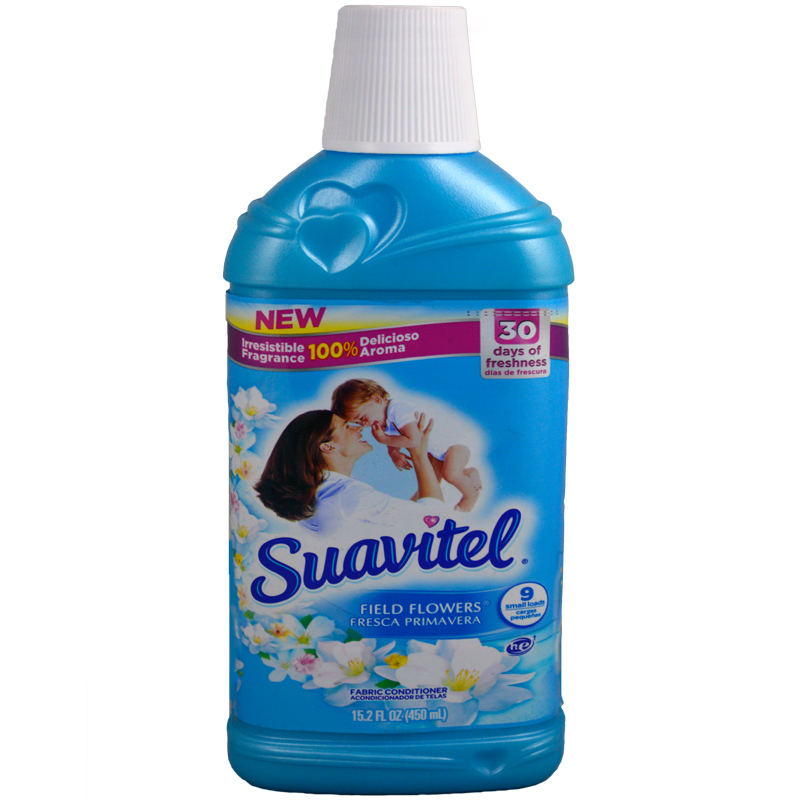 NEW
Irresistible Fragrance 100% Delicioso Aroma
30
days of
freshness
días de frescura
Suavitel®
FIELD FLOWERS®
FRESCA PRIMAVERA
9
small loads
cargas
pequeñas
he
FABRIC CONDITIONER
ACONDICIONADOR DE TELAS
15.2 FL OZ (450 mL)